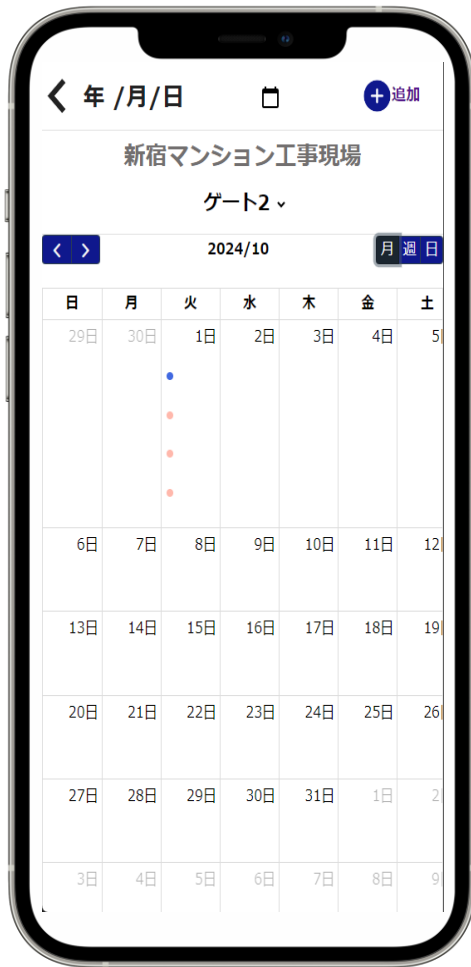 年 /月/日 追加
新宿マンション工事現場
ゲート2
2024/10 月 週 日
日 月 火 水 木 金 土
29日 30日 1日 2日 3日 4日 5
6日 7日 8日 9日 10日 11日 12
13日 14日 15日 16日 17日 18日 19
20日 21日 22日 23日 24日 25日 26
27日 28日 29日 30日 31日 1日 2
3日 4日 5日 6日 7日 8日 9